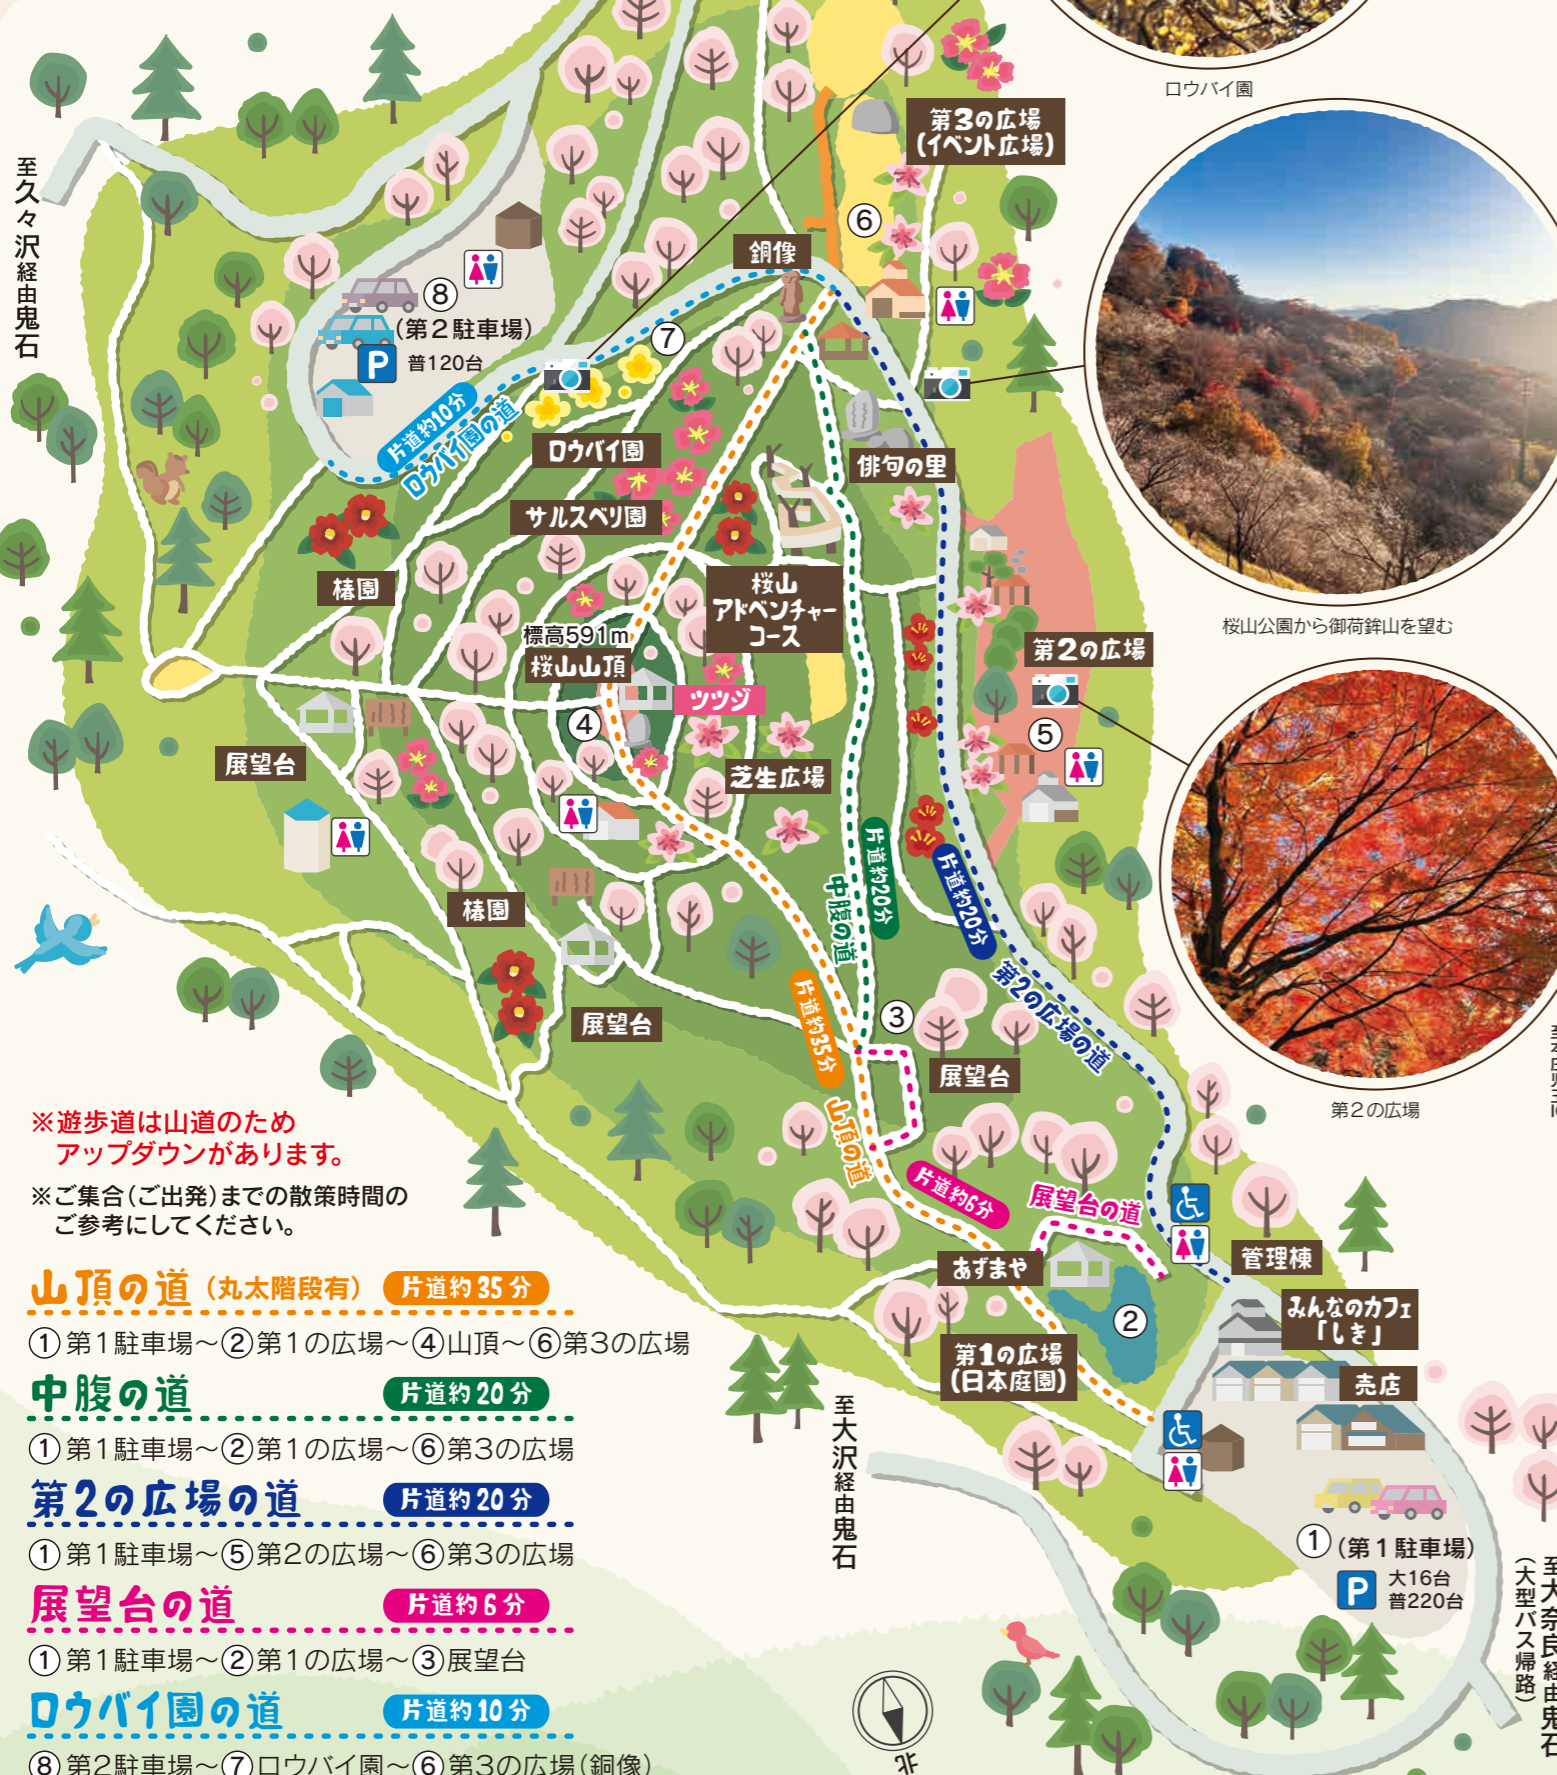 ロウバイ園
第3の広場
(イベント広場)
至久々沢経由鬼石
⑥
銅像
⑧
(第2駐車場)
P 普120台
⑦
片道約10分
ロウバイ園の道
ロウバイ園
俳句の里
サルスベリ園
椿園
桜山
アドベンチャー
コース
標高591m
桜山山頂
ツツジ
④
桜山公園から御荷鉾山を望む
第2の広場
⑤
展望台
芝生広場
片道約20分
中腹の道
片道約20分
第2の広場の道
椿園
展望台
片道約35分
山頂の道
③
展望台
第2の広場
片道約6分
展望台の道
あずまや
管理棟
②
みんなのカフェ
「しき」
第1の広場
(日本庭園)
売店
至大沢経由鬼石
①(第1駐車場)
P 大16台
普220台
至大奈良経由鬼石
(大型バス帰路)
北
※遊歩道は山道のため
アップダウンがあります。
※ご集合(ご出発)までの散策時間の
ご参考にしてください。
山頂の道(丸太階段有) 片道約35分
①第1駐車場〜②第1の広場〜④山頂〜⑥第3の広場
中腹の道 片道約20分
①第1駐車場〜②第1の広場〜⑥第3の広場
第2の広場の道 片道約20分
①第1駐車場〜⑤第2の広場〜⑥第3の広場
展望台の道 片道約6分
①第1駐車場〜②第1の広場〜③展望台
ロウバイ園の道 片道約10分
⑧第2駐車場〜⑦ロウバイ園〜⑥第3の広場(銅像)